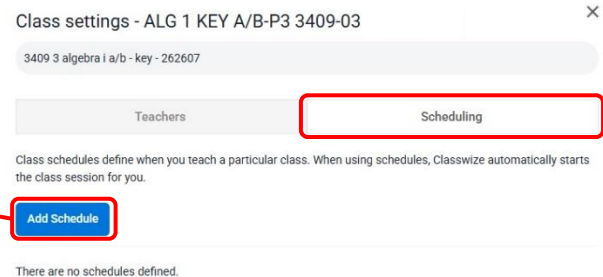 Class settings - ALG 1 KEY A/B-P3 3409-03
3409 3 algebra i a/b - key - 262607
Teachers
Scheduling
Class schedules define when you teach a particular class. When using schedules, Classwize automatically starts
the class session for you.
Add Schedule
There are no schedules defined.